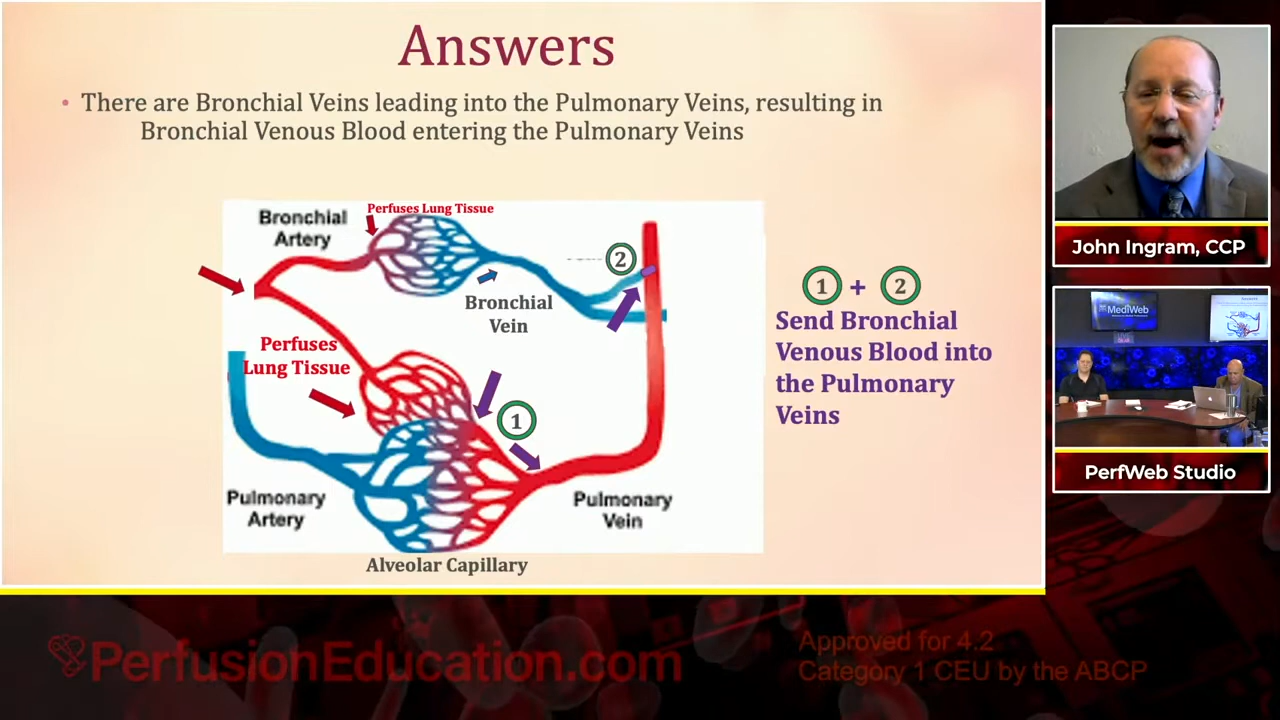 Answers
• There are Bronchial Veins leading into the Pulmonary Veins, resulting in
Bronchial Venous Blood entering the Pulmonary Veins
Perfuses Lung Tissue
Bronchial
Artery
2
Bronchial
Vein
Perfuses
Lung Tissue
1
Pulmonary
Artery
Pulmonary
Vein
Alveolar Capillary
1 + 2
Send Bronchial
Venous Blood into
the Pulmonary
Veins
John Ingram, CCP
MediWeb
PerfWeb Studio
PerfusionEducation.com
Approved for 4.2
Category 1 CEU by the ABCP